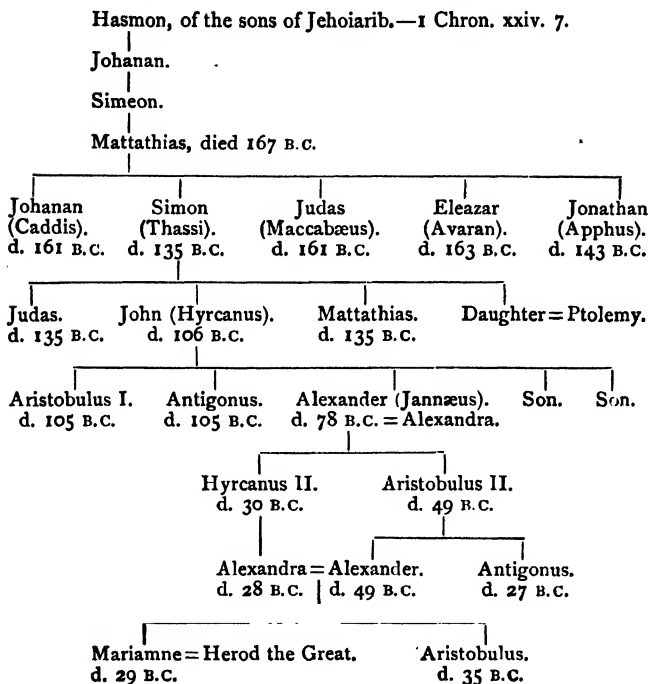 Hasmon, of the sons of Jehoiarib.—1 Chron. xxiv. 7.
Johanan.
Simeon.
Mattathias, died 167 B.C.
Johanan Simon Judas Eleazar Jonathan
(Caddis). (Thassi). (Maccabæus). (Avaran). (Apphus).
d. 161 B.C. d. 135 B.C. d. 161 B.C. d. 163 B.C. d. 143 B.C.
Judas. John (Hyrcanus). Mattathias. Daughter = Ptolemy.
d. 135 B.C. d. 106 B.C. d. 135 B.C.
Aristobulus I. Antigonus. Alexander (Jannæus). Son. Son.
d. 105 B.C. d. 105 B.C. d. 78 B.C. = Alexandra.
Hyrcanus II. Aristobulus II.
d. 30 B.C. d. 49 B.C.
Alexandra = Alexander. Antigonus.
d. 28 B.C. d. 49 B.C. d. 27 B.C.
Mariamne = Herod the Great. Aristobulus.
d. 29 B.C. d. 35 B.C.